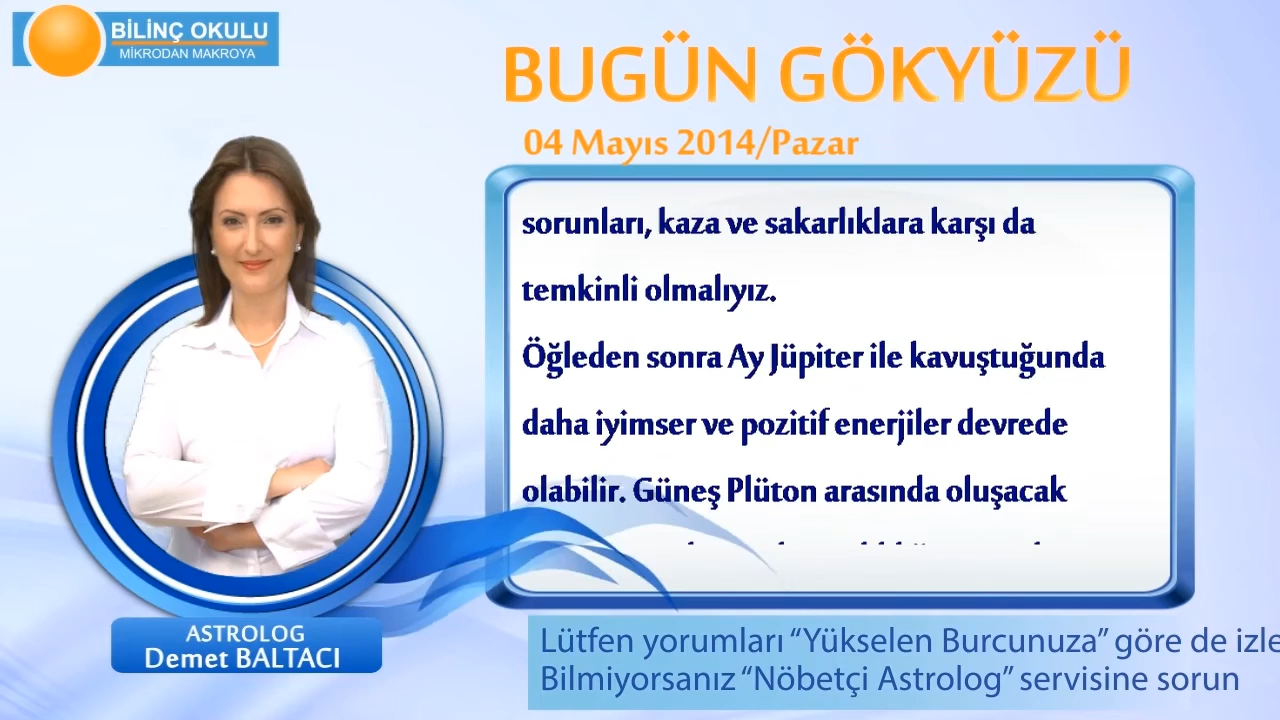 BİLİNÇ OKULU
MİKRODAN MAKROYA
BUGÜN GÖKYÜZÜ
04 Mayıs 2014/Pazar
sorunları, kaza ve sakarlıklara karşı da
temkinli olmalıyız.
Öğleden sonra Ay Jüpiter ile kavuştuğunda
daha iyimser ve pozitif enerjiler devrede
olabilir. Güneş Plüton arasında oluşacak
ASTROLOG
Demet BALTACI
Lütfen yorumları “Yükselen Burcunuza” göre de izle
Bilmiyorsanız “Nöbetçi Astrolog” servisine sorun